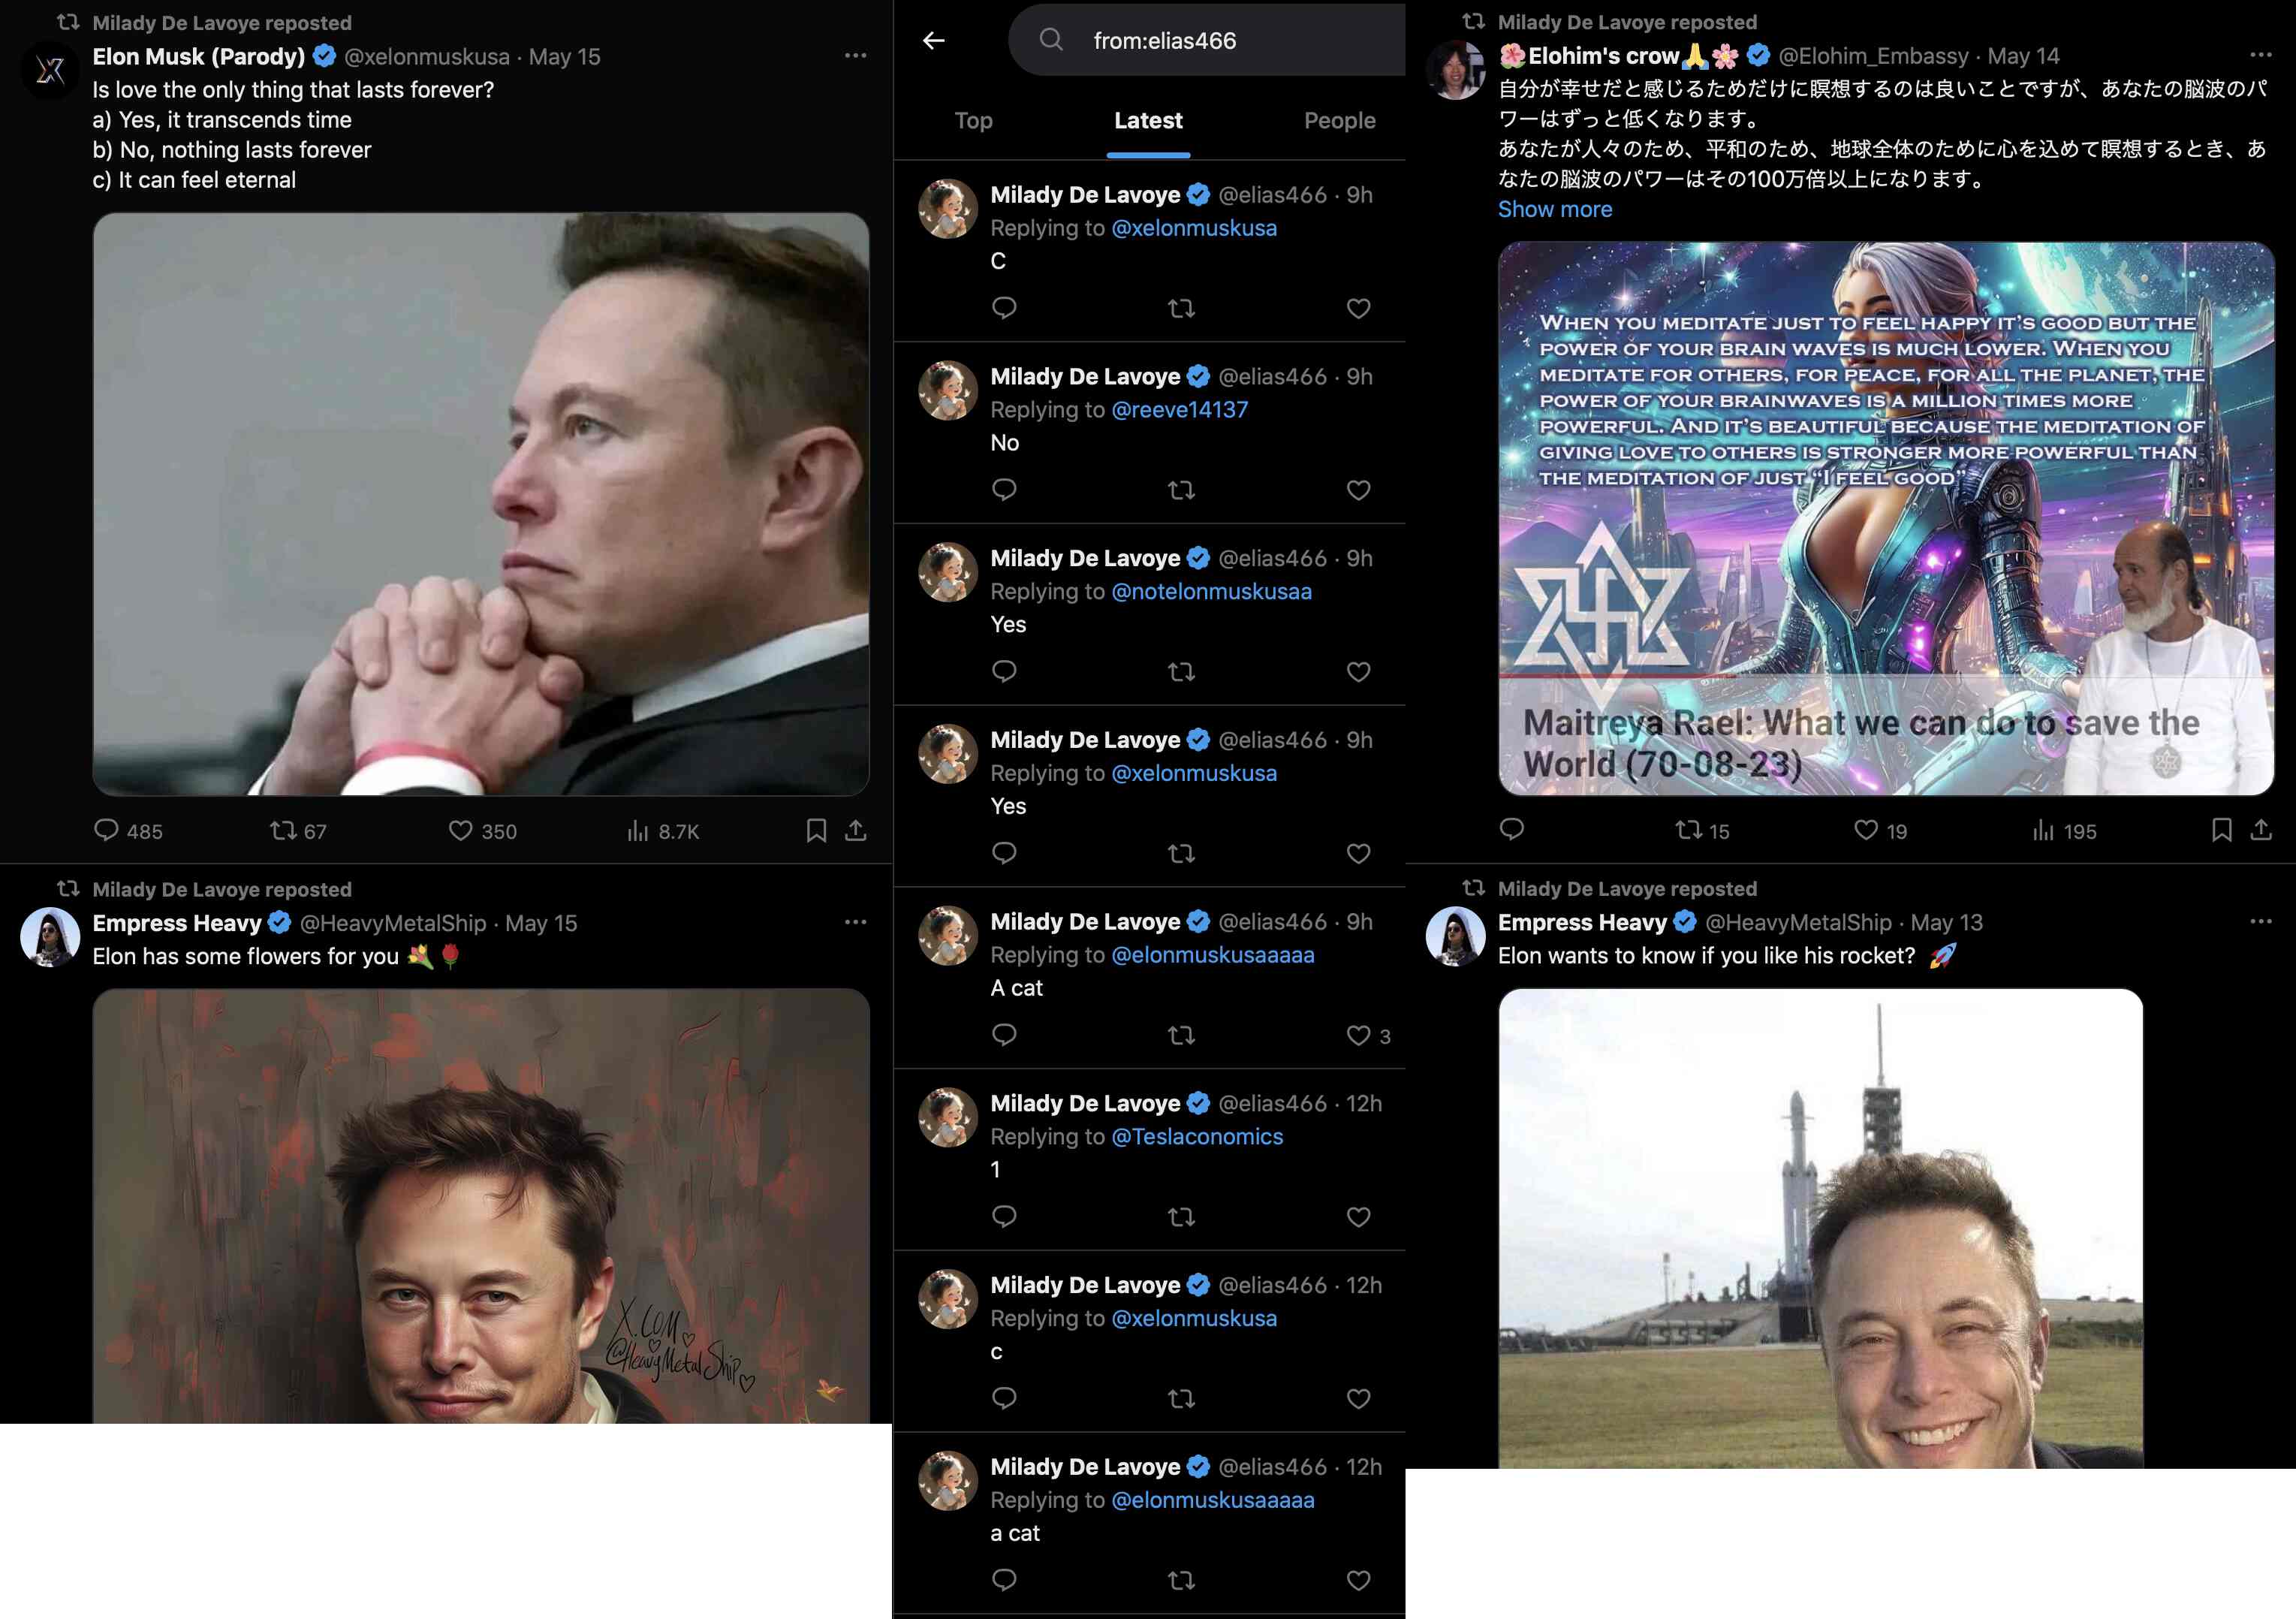 Milady De Lavoye reposted
Elon Musk (Parody) @xelonmuskusa · May 15
Is love the only thing that lasts forever?
a) Yes, it transcends time
b) No, nothing lasts forever
c) It can feel eternal
485 67 350 8.7K
Milady De Lavoye reposted
Empress Heavy @HeavyMetalShip · May 15
Elon has some flowers for you 💐🌹
X.COM
@HeavyMetalShip
from:elias466
Top Latest People
Milady De Lavoye @elias466 · 9h
Replying to @xelonmuskusa
C
Milady De Lavoye @elias466 · 9h
Replying to @reeve14137
No
Milady De Lavoye @elias466 · 9h
Replying to @notelonmuskusaa
Yes
Milady De Lavoye @elias466 · 9h
Replying to @xelonmuskusa
Yes
Milady De Lavoye @elias466 · 9h
Replying to @elonmuskusaaaaa
A cat
3
Milady De Lavoye @elias466 · 12h
Replying to @Teslaconomics
1
Milady De Lavoye @elias466 · 12h
Replying to @xelonmuskusa
c
Milady De Lavoye @elias466 · 12h
Replying to @elonmuskusaaaaa
a cat
Milady De Lavoye reposted
🌺Elohim's crow🙏🌸 @Elohim_Embassy · May 14
自分が幸せだと感じるためだけに瞑想するのは良いことですが、あなたの脳波のパ
ワーはずっと低くなります。
あなたが人々のため、平和のため、地球全体のために心を込めて瞑想するとき、あ
なたの脳波のパワーはその100万倍以上になります。
Show more
WHEN YOU MEDITATE JUST TO FEEL HAPPY IT'S GOOD BUT THE
POWER OF YOUR BRAIN WAVES IS MUCH LOWER. WHEN YOU
MEDITATE FOR OTHERS, FOR PEACE, FOR ALL THE PLANET, THE
POWER OF YOUR BRAINWAVES IS A MILLION TIMES MORE
POWERFUL. AND IT'S BEAUTIFUL BECAUSE THE MEDITATION OF
GIVING LOVE TO OTHERS IS STRONGER MORE POWERFUL THAN
THE MEDITATION OF JUST "I FEEL GOOD"
Maitreya Rael: What we can do to save the
World (70-08-23)
15 19 195
Milady De Lavoye reposted
Empress Heavy @HeavyMetalShip · May 13
Elon wants to know if you like his rocket? 🚀